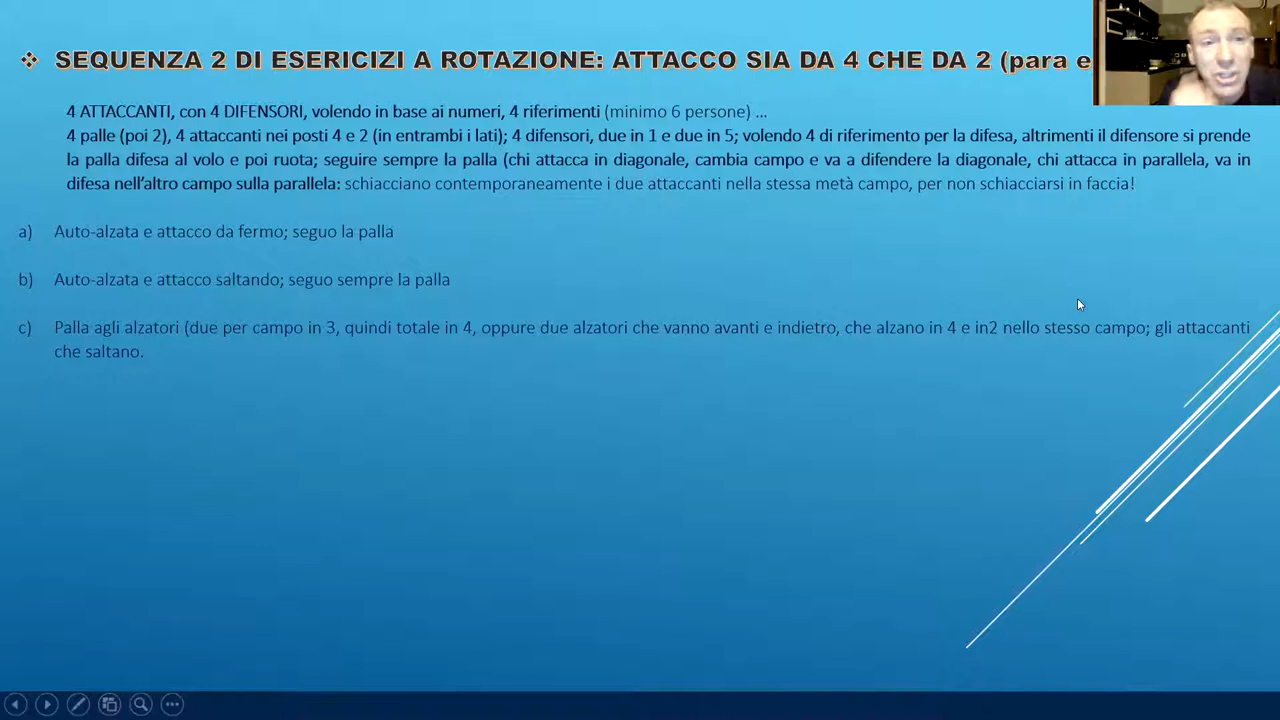 ❖ SEQUENZA 2 DI ESERICIZI A ROTAZIONE: ATTACCO SIA DA 4 CHE DA 2 (para e
4 ATTACCANTI, con 4 DIFENSORI, volendo in base ai numeri, 4 riferimenti (minimo 6 persone) ...
4 palle (poi 2), 4 attaccanti nei posti 4 e 2 (in entrambi i lati); 4 difensori, due in 1 e due in 5; volendo 4 di riferimento per la difesa, altrimenti il difensore si prende
la palla difesa al volo e poi ruota; seguire sempre la palla (chi attacca in diagonale, cambia campo e va a difendere la diagonale, chi attacca in parallela, va in
difesa nell'altro campo sulla parallela: schiacciano contemporaneamente i due attaccanti nella stessa metà campo, per non schiacciarsi in faccia!
a) Auto-alzata e attacco da fermo; seguo la palla
b) Auto-alzata e attacco saltando; seguo sempre la palla
c) Palla agli alzatori (due per campo in 3, quindi totale in 4, oppure due alzatori che vanno avanti e indietro, che alzano in 4 e in2 nello stesso campo; gli attaccanti
che saltano.